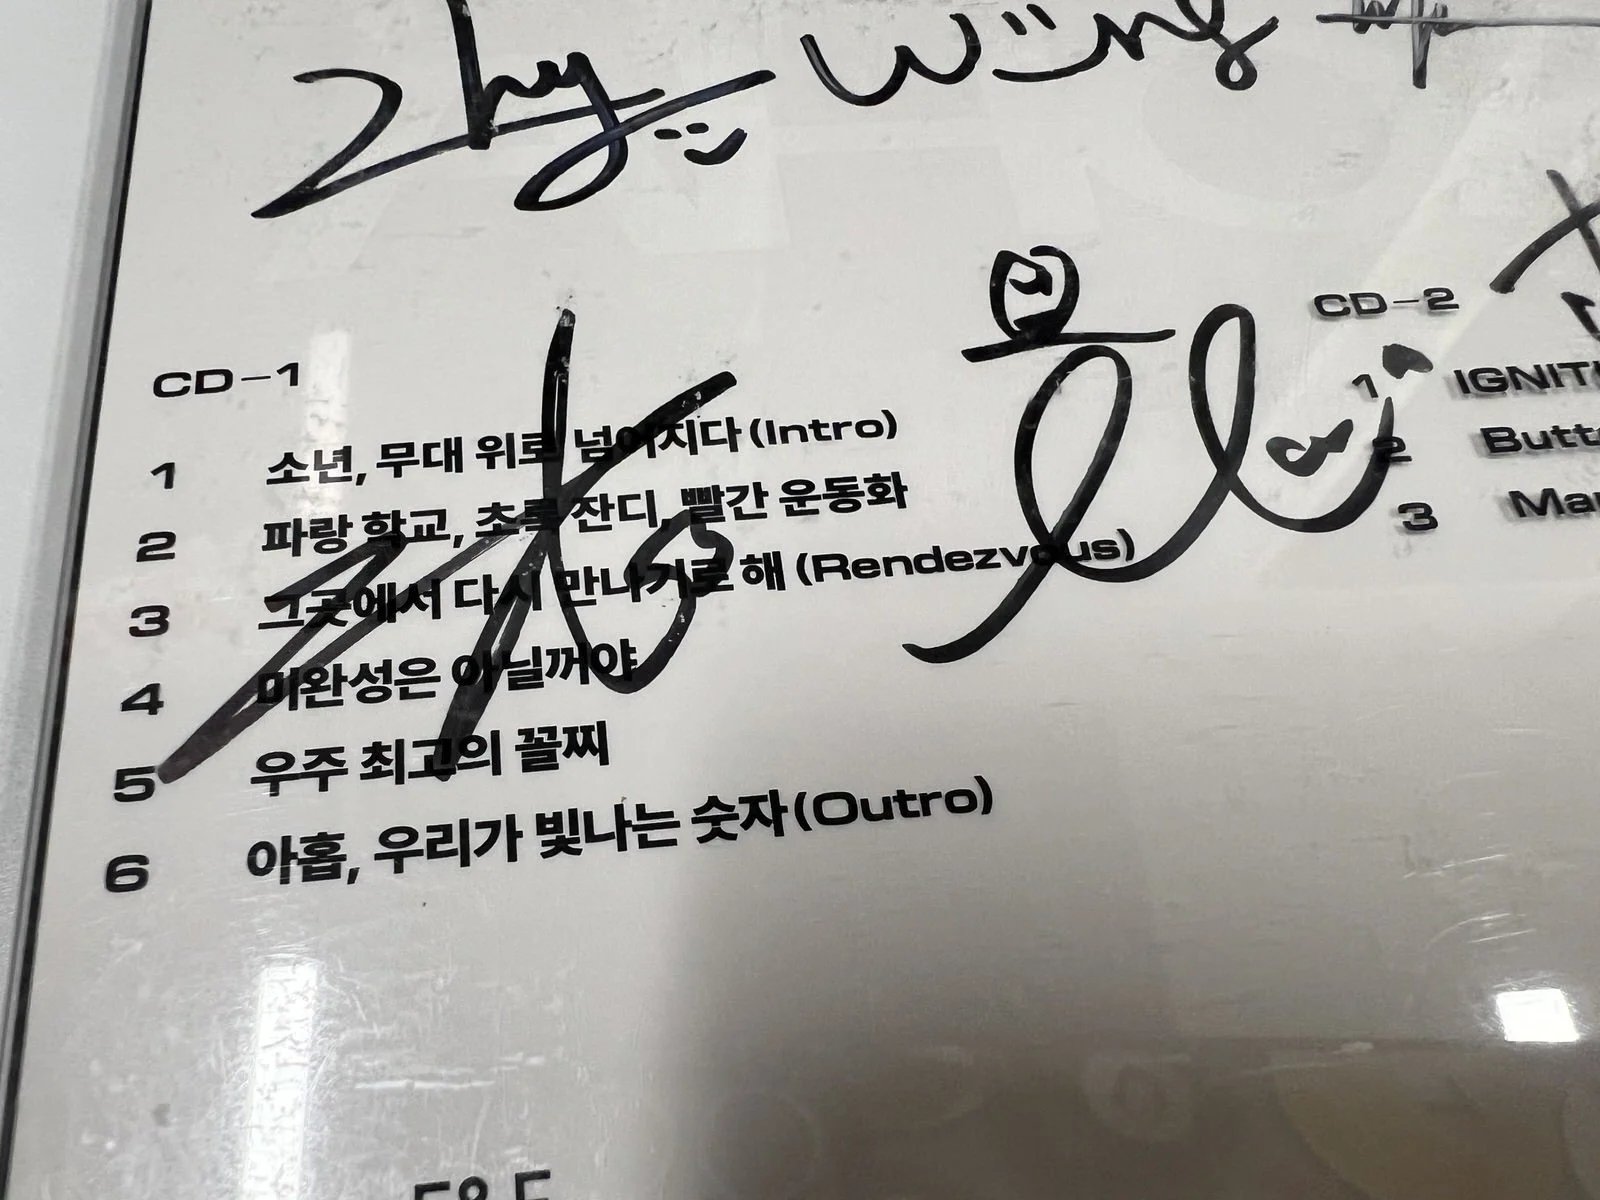 zhy
CD-1
1 소년, 무대 위로 넘어지다 (Intro)
2 파랑 학교, 초록 잔디, 빨간 운동화
3 그곳에서 다시 만나기로 해 (Rendezvous)
4 미완성은 아닐꺼야
5 우주 최고의 꼴찌
6 아홉, 우리가 빛나는 숫자 (Outro)
CD-2
1 IGNITI
2 Butt
3 Ma